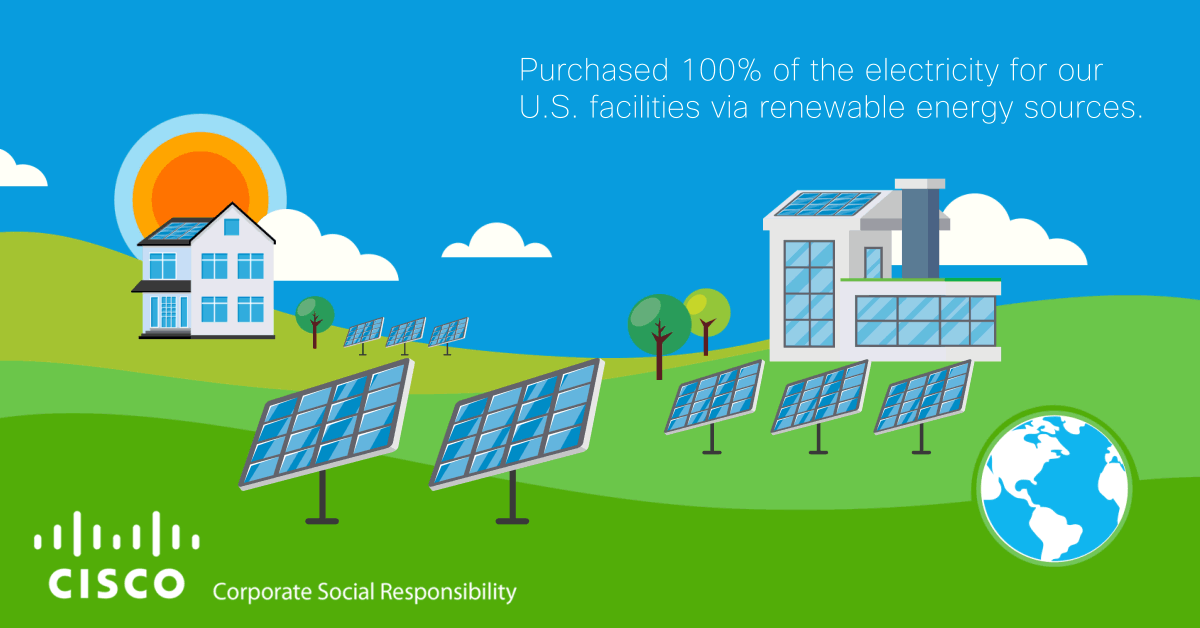 Purchased 100% of the electricity for our
U.S. facilities via renewable energy sources.
CISCO
Corporate Social Responsibility